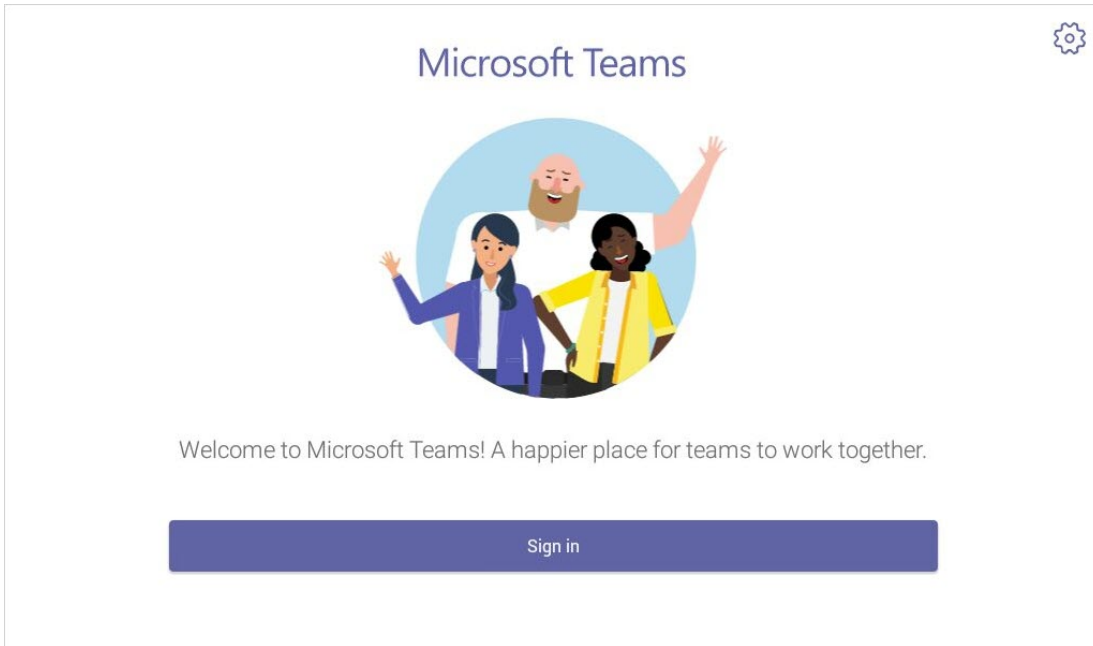 Microsoft Teams
Welcome to Microsoft Teams! A happier place for teams to work together.
Sign in